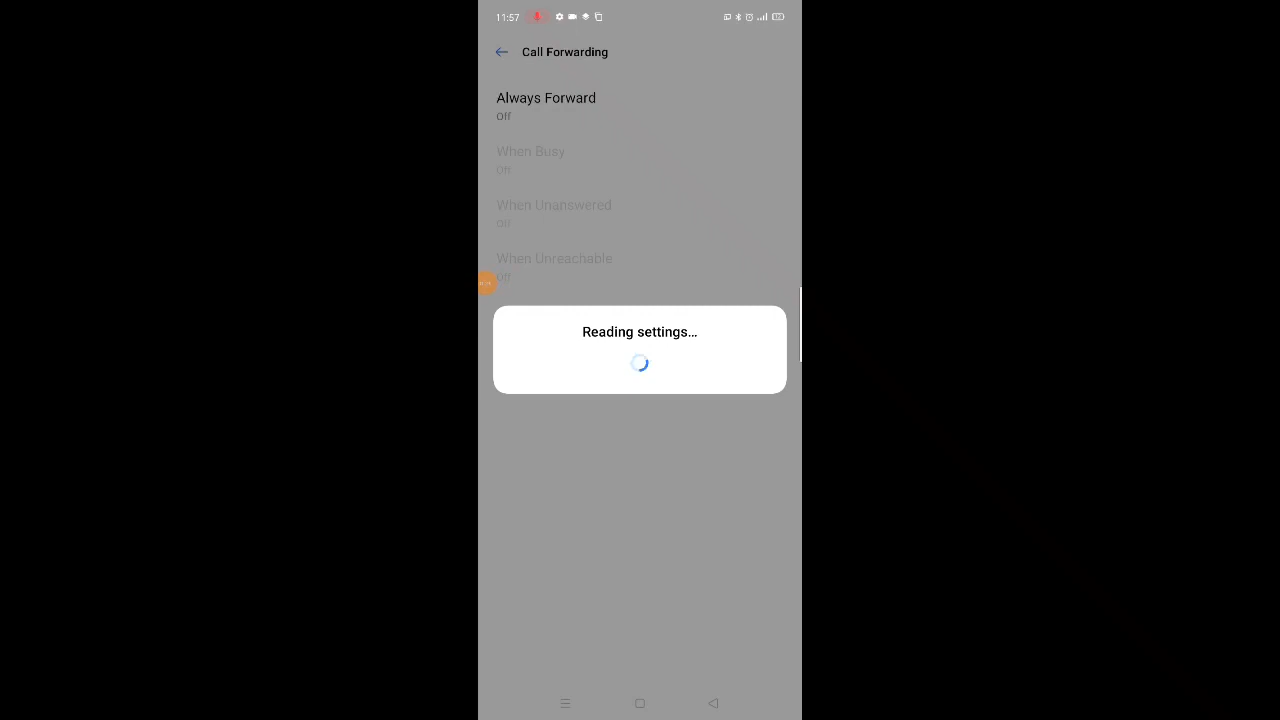 11:57
Call Forwarding
Always Forward
Off
When Busy
Off
When Unanswered
Off
When Unreachable
Off
Reading settings...